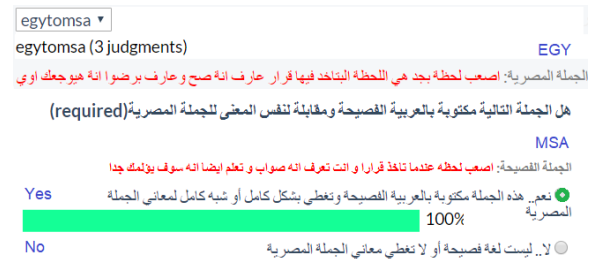 egytomsa
egytomsa (3 judgments)
EGY
الجملة المصرية: اصعب لحظة بجد هي اللحظة البتاخد فيها قرار عارف انة صح وعارف برضوا انة هيوجعك اوي
هل الجملة التالية مكتوبة بالعربية الفصيحة ومقابلة لنفس المعنى للجملة المصرية(required)
MSA
الجملة الفصيحة: اصعب لحظه عندما تاخذ قرارا و انت تعرف انه صواب و تعلم ايضا انه سوف يؤلمك جدا
Yes
نعم.. هذه الجملة مكتوبة بالعربية الفصيحة وتغطي بشكل كامل أو شبه كامل لمعاني الجملة
المصرية
100%
No
لا.. ليست لغة فصيحة أو لا تغطي معاني الجملة المصرية